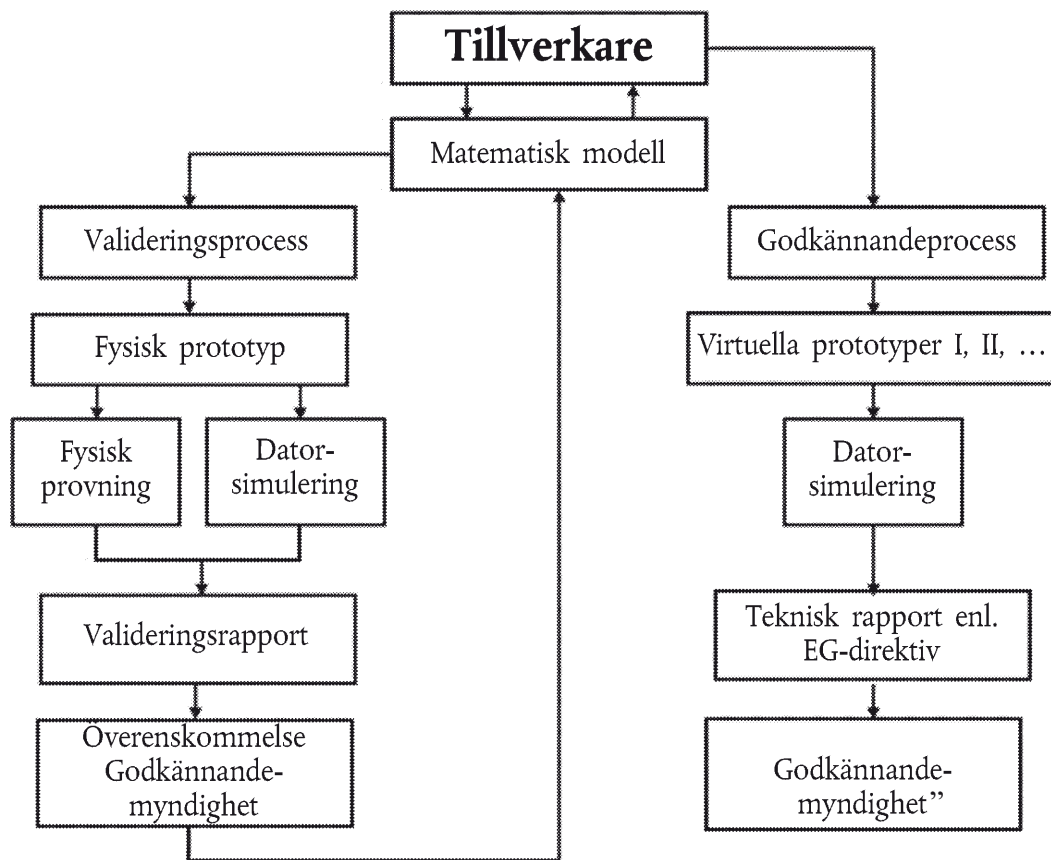 Tillverkare
Matematisk modell
Valideringsprocess
Godkännandeprocess
Fysisk prototyp
Virtuella prototyper I, II, …
Fysisk
provning
Dator-
simulering
Dator-
simulering
Valideringsrapport
Teknisk rapport enl.
EG-direktiv
Överenskommelse
Godkännande-
myndighet
Godkännande-
myndighet”